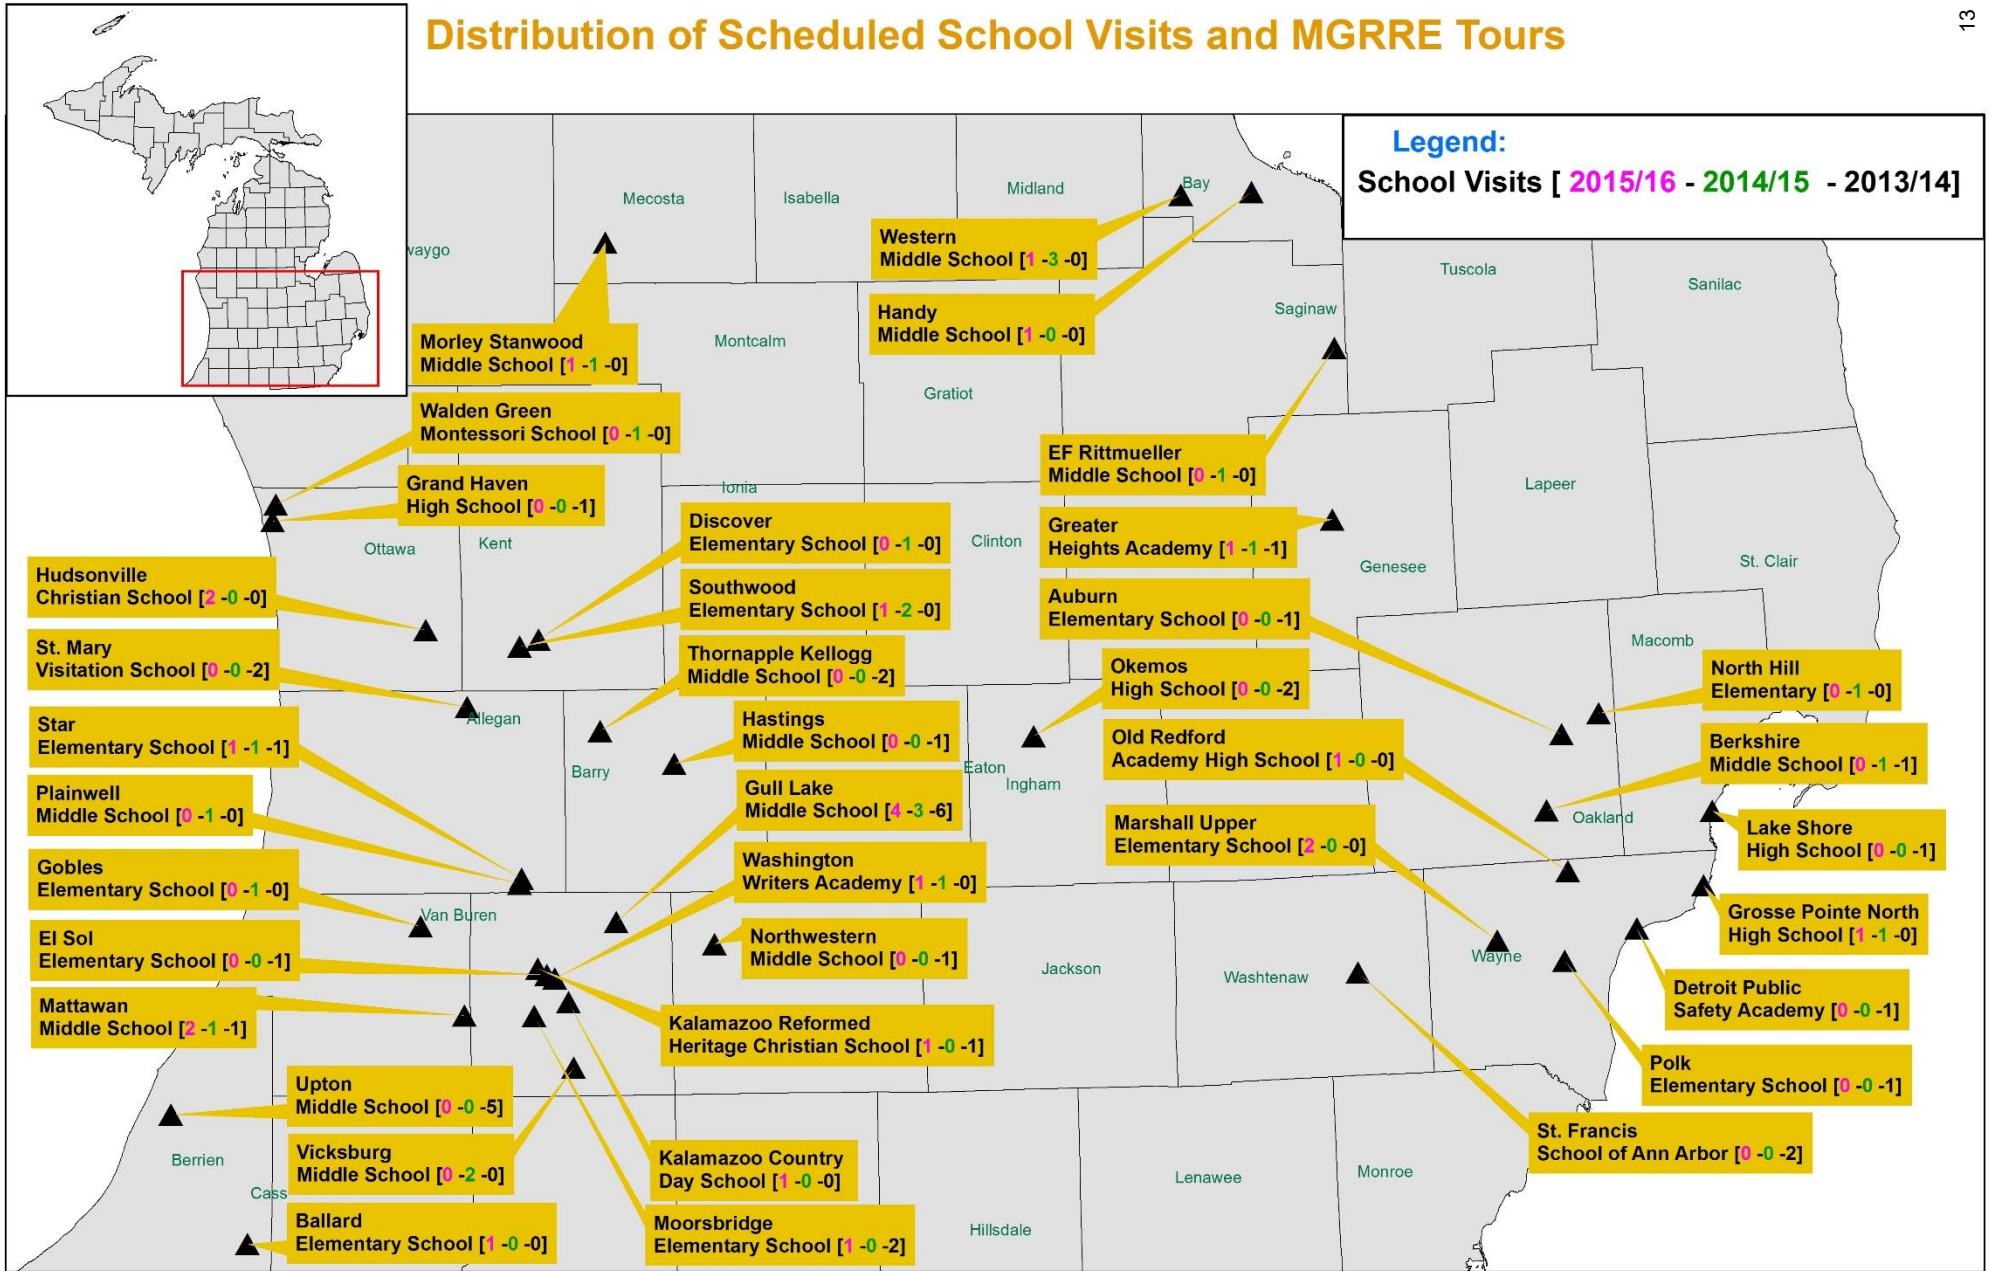 Distribution of Scheduled School Visits and MGRRE Tours
13
Legend:
School Visits [ 2015/16 - 2014/15 - 2013/14]
Mecosta
Isabella
Midland
Bay
waygo
Western
Middle School [1 -3 -0]
Tuscola
Sanilac
Handy
Middle School [1 -0 -0]
Saginaw
Morley Stanwood
Middle School [1 -1 -0]
Montcalm
Gratiot
Walden Green
Montessori School [0 -1 -0]
EF Rittmueller
Middle School [0 -1 -0]
Grand Haven
High School [0 -0 -1]
Ionia
Lapeer
Discover
Elementary School [0 -1 -0]
Greater
Heights Academy [1 -1 -1]
Ottawa
Kent
Clinton
Genesee
St. Clair
Hudsonville
Christian School [2 -0 -0]
Southwood
Elementary School [1 -2 -0]
Auburn
Elementary School [0 -0 -1]
Macomb
St. Mary
Visitation School [0 -0 -2]
Thornapple Kellogg
Middle School [0 -0 -2]
Okemos
High School [0 -0 -2]
North Hill
Elementary [0 -1 -0]
Allegan
Star
Elementary School [1 -1 -1]
Hastings
Middle School [0 -0 -1]
Old Redford
Academy High School [1 -0 -0]
Berkshire
Middle School [0 -1 -1]
Barry
Eaton
Ingham
Plainwell
Middle School [0 -1 -0]
Gull Lake
Middle School [4 -3 -6]
Marshall Upper
Elementary School [2 -0 -0]
Oakland
Lake Shore
High School [0 -0 -1]
Gobles
Elementary School [0 -1 -0]
Washington
Writers Academy [1 -1 -0]
Van Buren
Grosse Pointe North
High School [1 -1 -0]
El Sol
Elementary School [0 -0 -1]
Northwestern
Middle School [0 -0 -1]
Jackson
Washtenaw
Wayne
Detroit Public
Safety Academy [0 -0 -1]
Mattawan
Middle School [2 -1 -1]
Kalamazoo Reformed
Heritage Christian School [1 -0 -1]
Polk
Elementary School [0 -0 -1]
Upton
Middle School [0 -0 -5]
St. Francis
School of Ann Arbor [0 -0 -2]
Berrien
Vicksburg
Middle School [0 -2 -0]
Kalamazoo Country
Day School [1 -0 -0]
Lenawee
Monroe
Cass
Ballard
Elementary School [1 -0 -0]
Moorsbridge
Elementary School [1 -0 -2]
Hillsdale